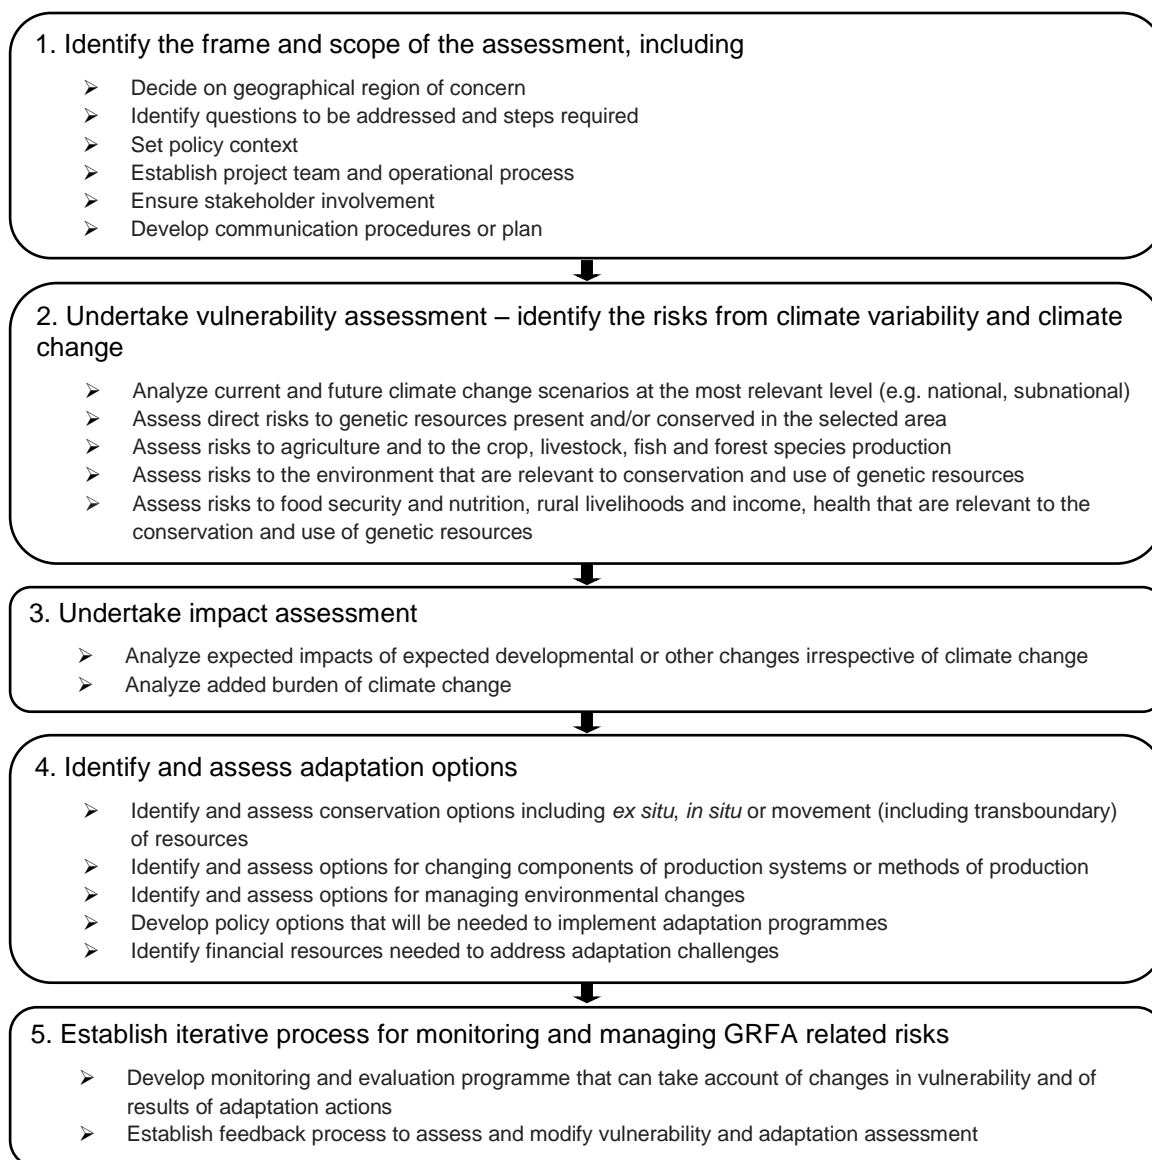 1. Identify the frame and scope of the assessment, including
➢ Decide on geographical region of concern
➢ Identify questions to be addressed and steps required
➢ Set policy context
➢ Establish project team and operational process
➢ Ensure stakeholder involvement
➢ Develop communication procedures or plan
2. Undertake vulnerability assessment – identify the risks from climate variability and climate
change
➢ Analyze current and future climate change scenarios at the most relevant level (e.g. national, subnational)
➢ Assess direct risks to genetic resources present and/or conserved in the selected area
➢ Assess risks to agriculture and to the crop, livestock, fish and forest species production
➢ Assess risks to the environment that are relevant to conservation and use of genetic resources
➢ Assess risks to food security and nutrition, rural livelihoods and income, health that are relevant to the
conservation and use of genetic resources
3. Undertake impact assessment
➢ Analyze expected impacts of expected developmental or other changes irrespective of climate change
➢ Analyze added burden of climate change
4. Identify and assess adaptation options
➢ Identify and assess conservation options including ex situ, in situ or movement (including transboundary)
of resources
➢ Identify and assess options for changing components of production systems or methods of production
➢ Identify and assess options for managing environmental changes
➢ Develop policy options that will be needed to implement adaptation programmes
➢ Identify financial resources needed to address adaptation challenges
5. Establish iterative process for monitoring and managing GRFA related risks
➢ Develop monitoring and evaluation programme that can take account of changes in vulnerability and of
results of adaptation actions
➢ Establish feedback process to assess and modify vulnerability and adaptation assessment